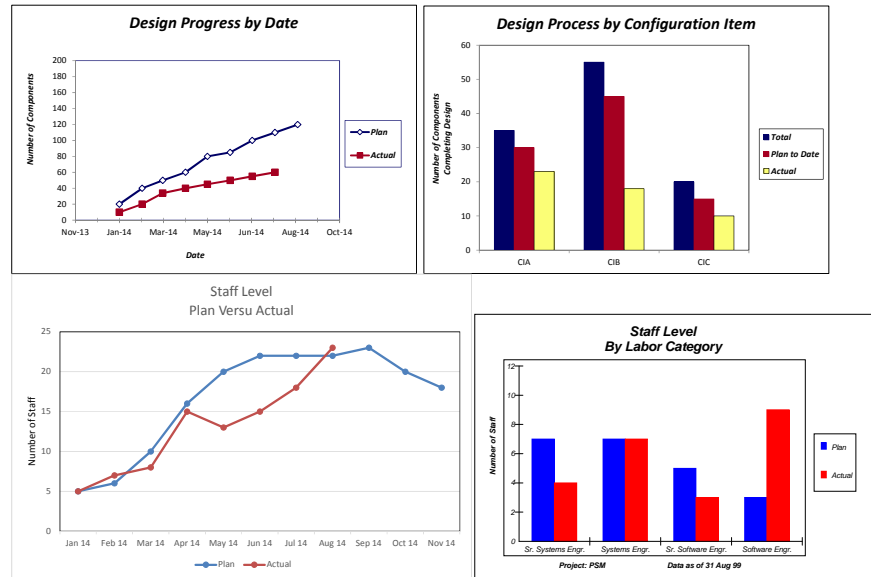 Design Progress by Date
Number of Components
200
180
160
140
120
100
80
60
40
20
0
Nov-13 Jan-14 Mar-14 May-14 Jun-14 Aug-14 Oct-14
Date
Plan
Actual
Design Process by Configuration Item
Number of Components
Completing Design
60
50
40
30
20
10
0
CIA CIB CIC
Total
Plan to Date
Actual
Staff Level
Plan Versu Actual
Number of Staff
25
20
15
10
5
0
Jan 14 Feb 14 Mar 14 Apr 14 May 14 Jun 14 Jul 14 Aug 14 Sep 14 Oct 14 Nov 14
Plan Actual
Staff Level
By Labor Category
Number of Staff
12
10
8
6
4
2
0
Sr. Systems Engr. Systems Engr. Sr. Software Engr. Software Engr.
Plan
Actual
Project: PSM Data as of 31 Aug 99